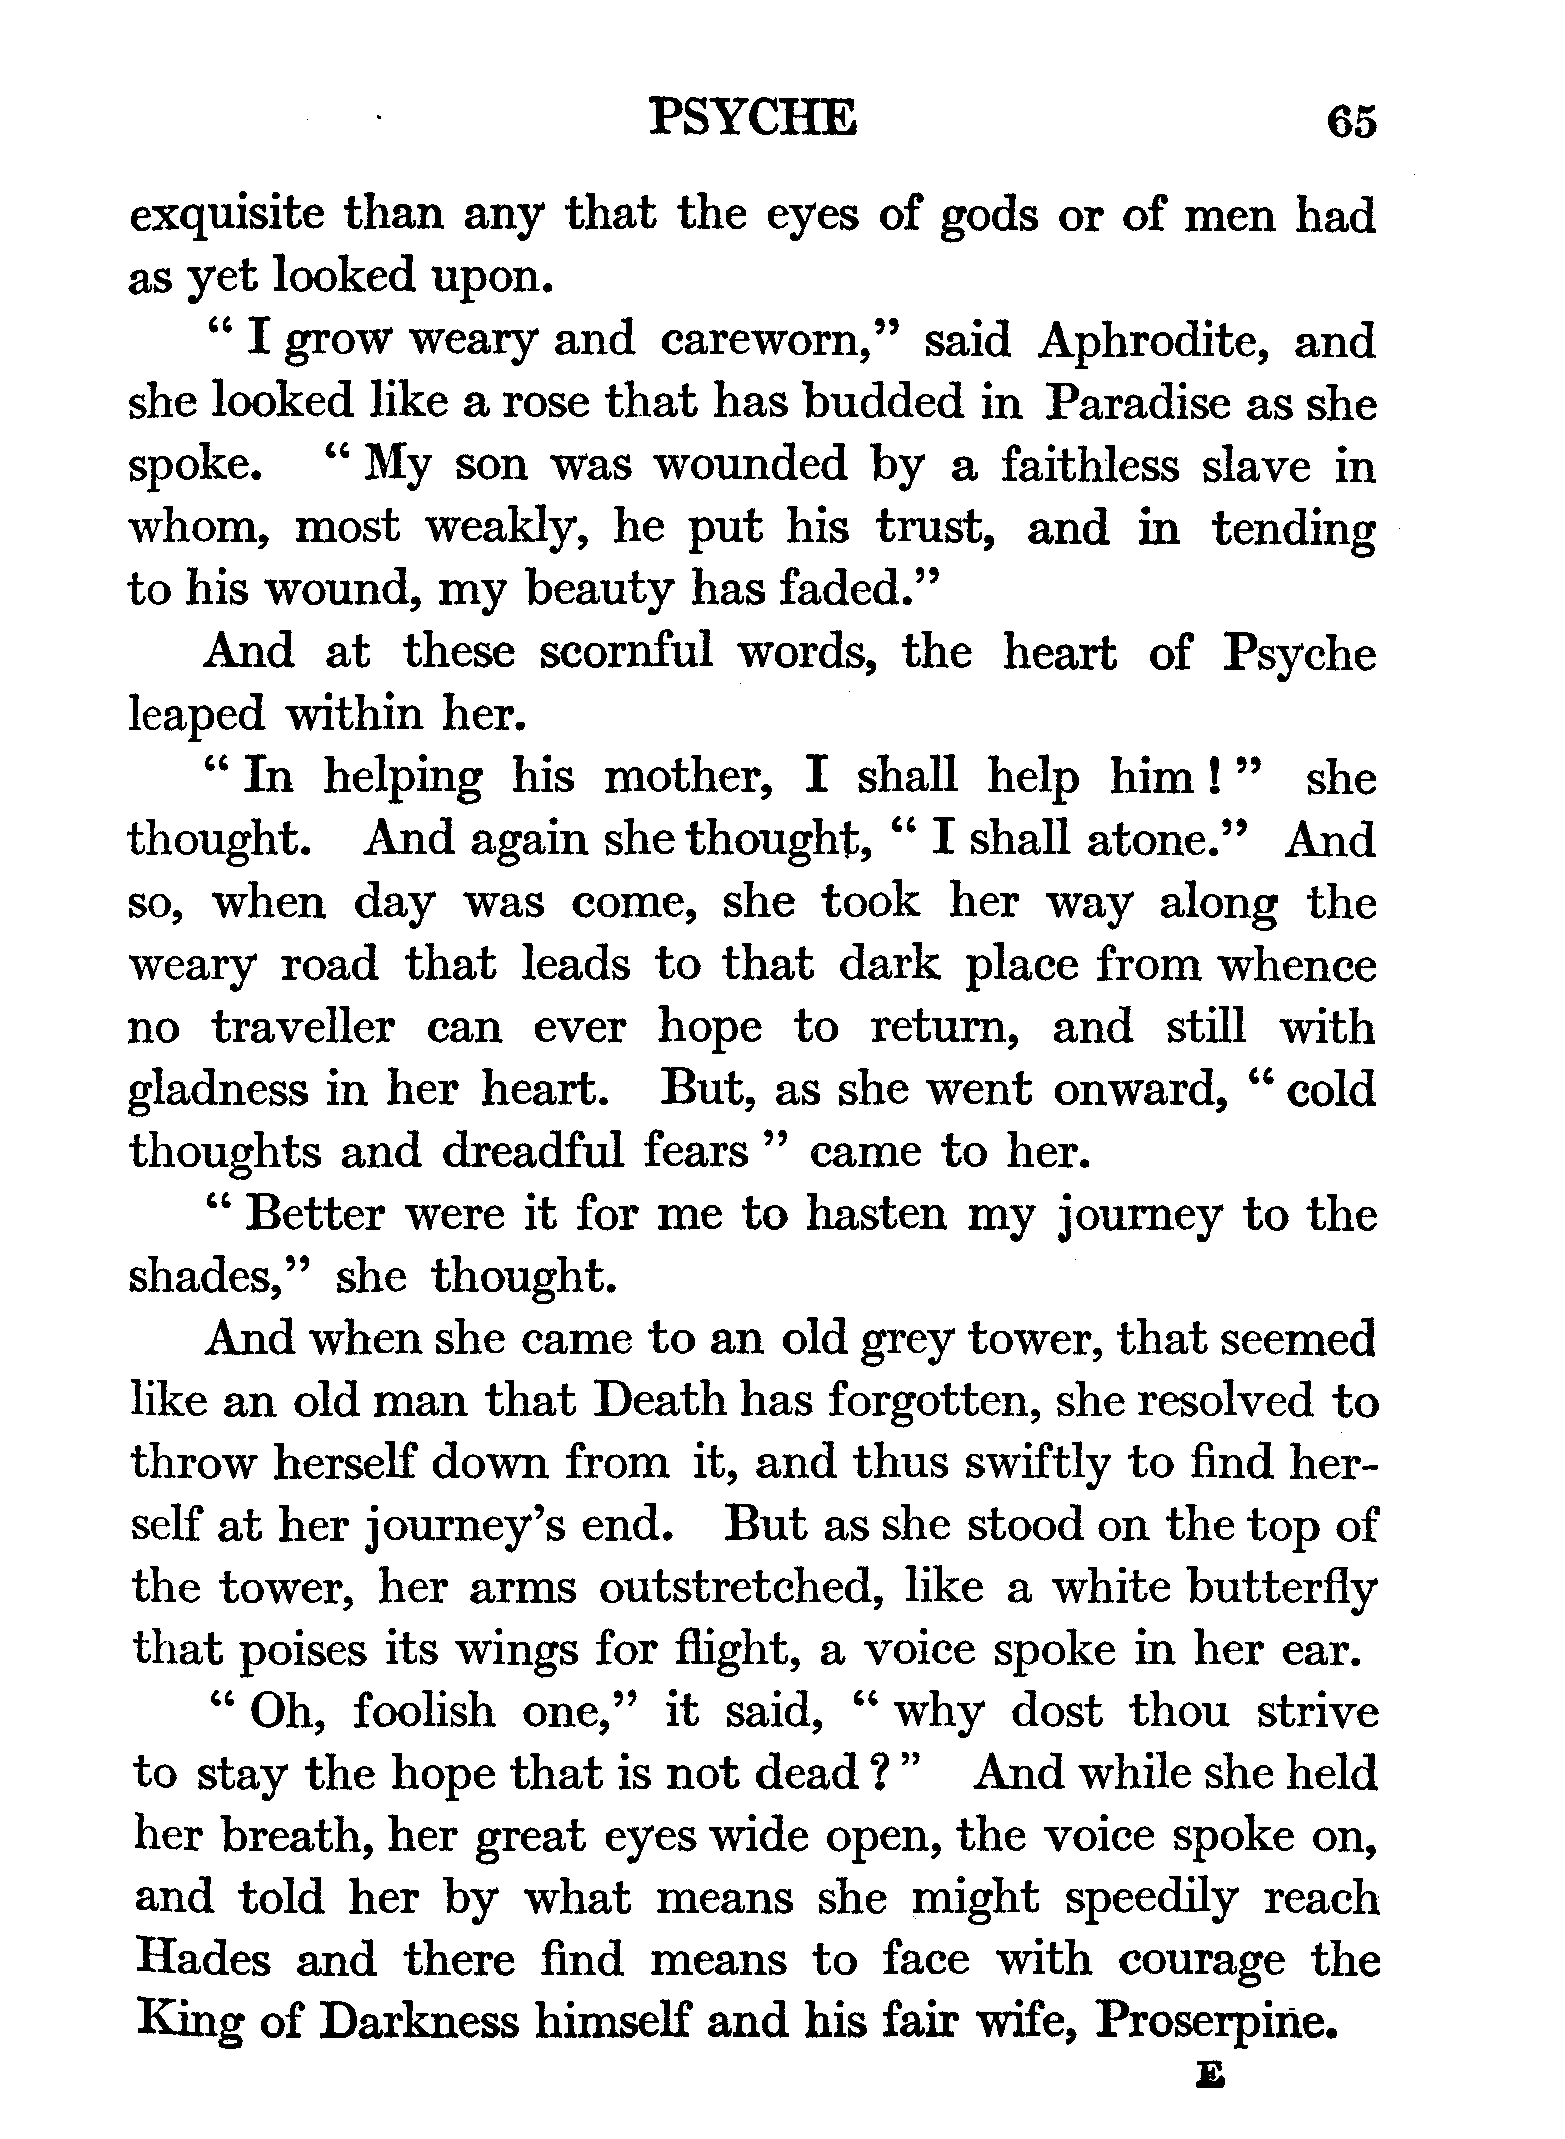 PSYCHE 65
exquisite than any that the eyes of gods or of men had
as yet looked upon.
“ I grow weary and careworn,” said Aphrodite, and
she looked like a rose that has budded in Paradise as she
spoke. “ My son was wounded by a faithless slave in
whom, most weakly, he put his trust, and in tending
to his wound, my beauty has faded.”
And at these scornful words, the heart of Psyche
leaped within her.
“ In helping his mother, I shall help him ! ” she
thought. And again she thought, “ I shall atone.” And
so, when day was come, she took her way along the
weary road that leads to that dark place from whence
no traveller can ever hope to return, and still with
gladness in her heart. But, as she went onward, “ cold
thoughts and dreadful fears ” came to her.
“ Better were it for me to hasten my journey to the
shades,” she thought.
And when she came to an old grey tower, that seemed
like an old man that Death has forgotten, she resolved to
throw herself down from it, and thus swiftly to find her-
self at her journey’s end. But as she stood on the top of
the tower, her arms outstretched, like a white butterfly
that poises its wings for flight, a voice spoke in her ear.
“ Oh, foolish one,” it said, “ why dost thou strive
to stay the hope that is not dead ? ” And while she held
her breath, her great eyes wide open, the voice spoke on,
and told her by what means she might speedily reach
Hades and there find means to face with courage the
King of Darkness himself and his fair wife, Proserpine.
E